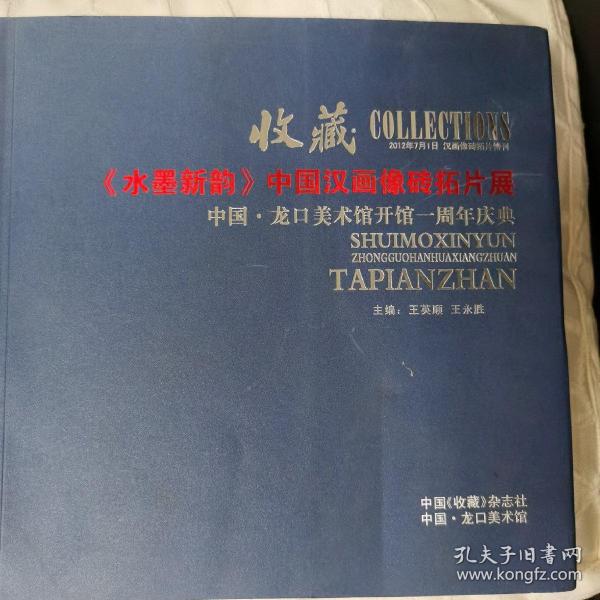 收藏 COLLECTIONS
2012年7月1日 汉画像砖拓片特刊
《水墨新韵》中国汉画像砖拓片展
中国·龙口美术馆开馆一周年庆典
SHUIMOXINYUN
ZHONGGUOHANHUAXIANGZHUAN
TAPIANZHAN
主编：王英顺 王永胜
中国《收藏》杂志社
中国·龙口美术馆
孔夫子旧书网
www.kongfz.com